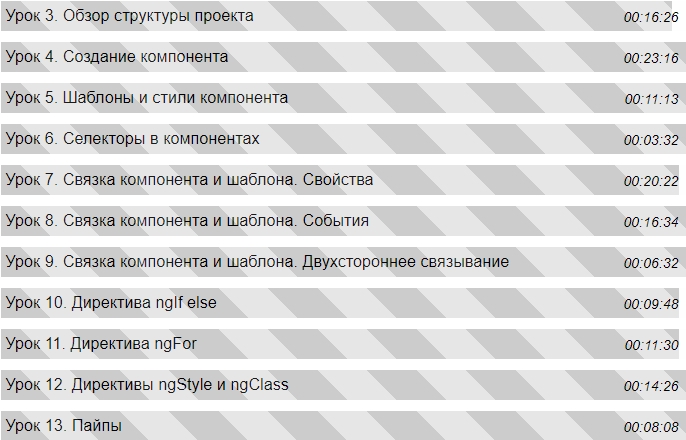 Урок 3. Обзор структуры проекта 00:16:26
Урок 4. Создание компонента 00:23:16
Урок 5. Шаблоны и стили компонента 00:11:13
Урок 6. Селекторы в компонентах 00:03:32
Урок 7. Связка компонента и шаблона. Свойства 00:20:22
Урок 8. Связка компонента и шаблона. События 00:16:34
Урок 9. Связка компонента и шаблона. Двухстороннее связывание 00:06:32
Урок 10. Директива ngIf else 00:09:48
Урок 11. Директива ngFor 00:11:30
Урок 12. Директивы ngStyle и ngClass 00:14:26
Урок 13. Пайпы 00:08:08